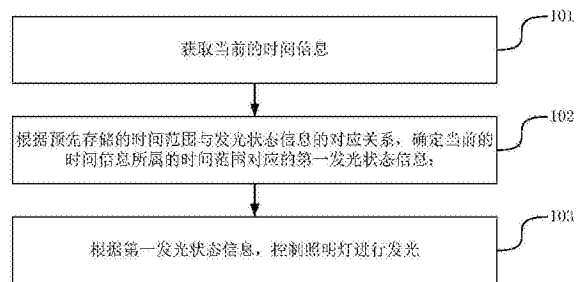 101
获取当前的时间信息
102
根据预先存储的时间范围与发光状态信息的对应关系，确定当前的
时间信息所属的时间范围对应的第一发光状态信息；
103
根据第一发光状态信息，控制照明灯进行发光